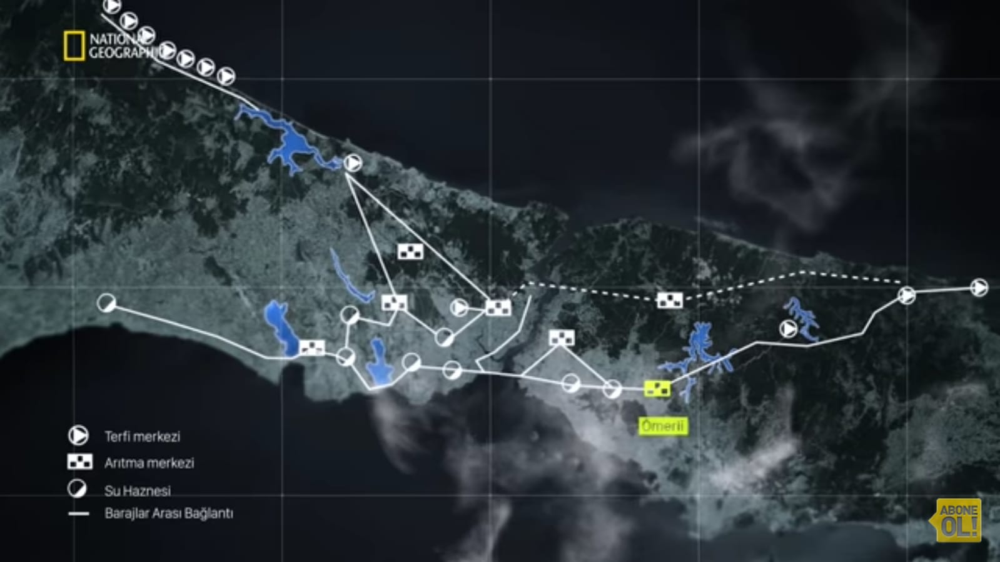 NATIONAL
GEOGRAPHIC
Ömerli
Terfi merkezi
Arıtma merkezi
Su Haznesi
Barajlar Arası Bağlantı
ABONE
OL!